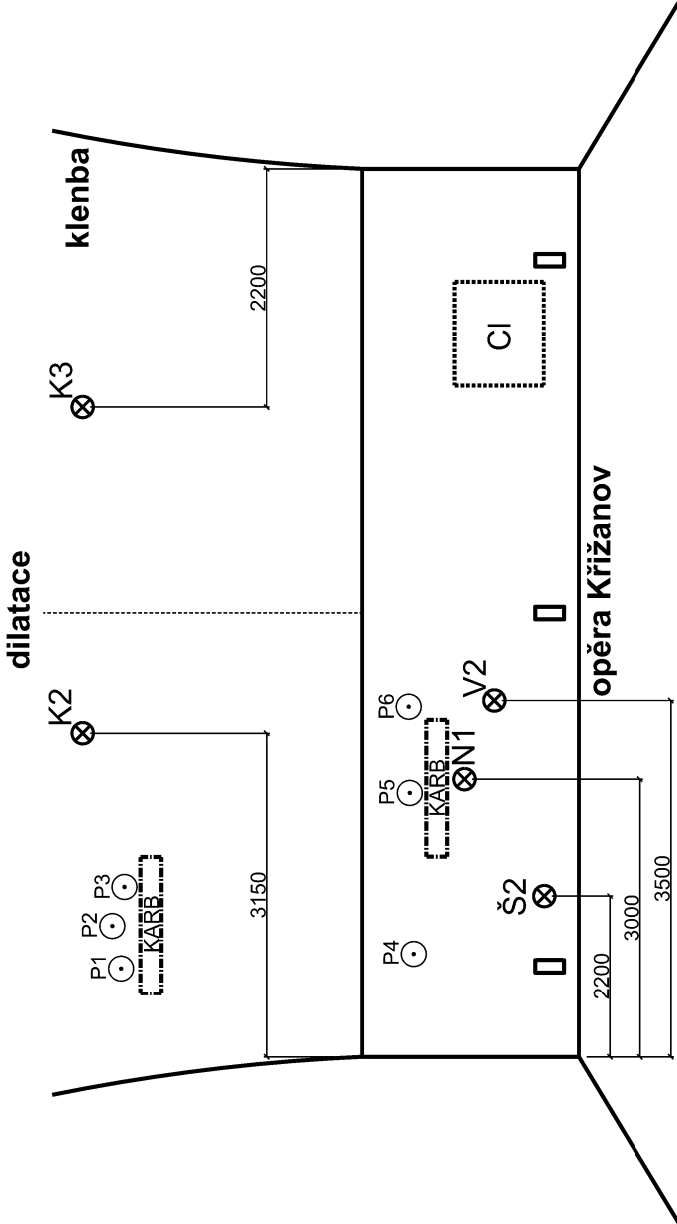 dilatace
klenba
K2
K3
P1
P2
P3
KARB
3150
2200
P4
P5
P6
KARB
N1
V2
Š2
Cl
2200
3000
3500
opěra Křižanov